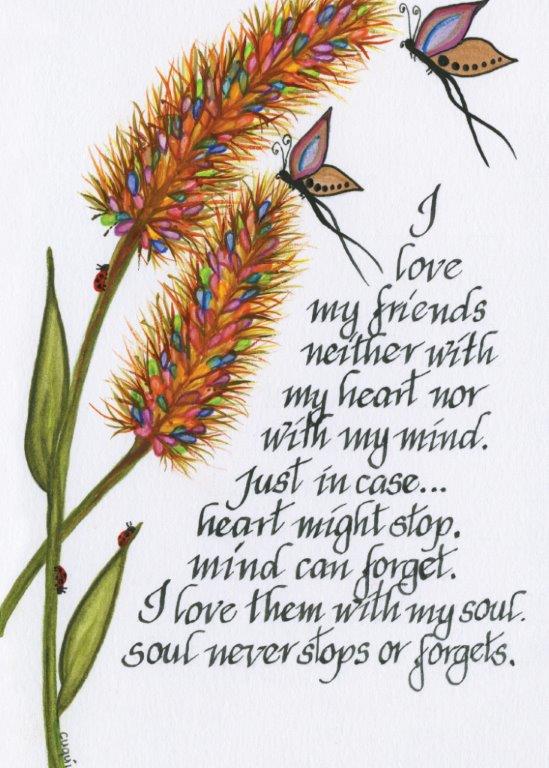 I
love
my friends
neither with
my heart nor
with my mind.
Just in case...
heart might stop.
mind can forget.
I love them with my soul.
soul never stops or forgets.